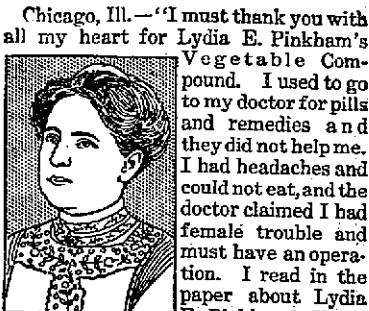 Chicago, Ill.—“I must thank you with
all my heart for Lydia E. Pinkham’s
Vegetable Com-
pound. I used to go
to my doctor for pills
and remedies and
they did not help me.
I had headaches and
could not eat, and the
doctor claimed I had
female trouble and
must have an opera-
tion. I read in the
paper about Lydia